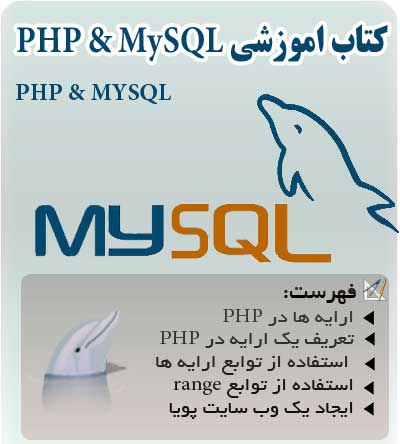 کتاب اموزشی PHP & MySQL
PHP & MYSQL
MySQL
فهرست:
ارایه ها در PHP
تعریف یک ارایه در PHP
استفاده از توابع ارایه ها
استفاده از توابع range
ایجاد یک وب سایت پویا